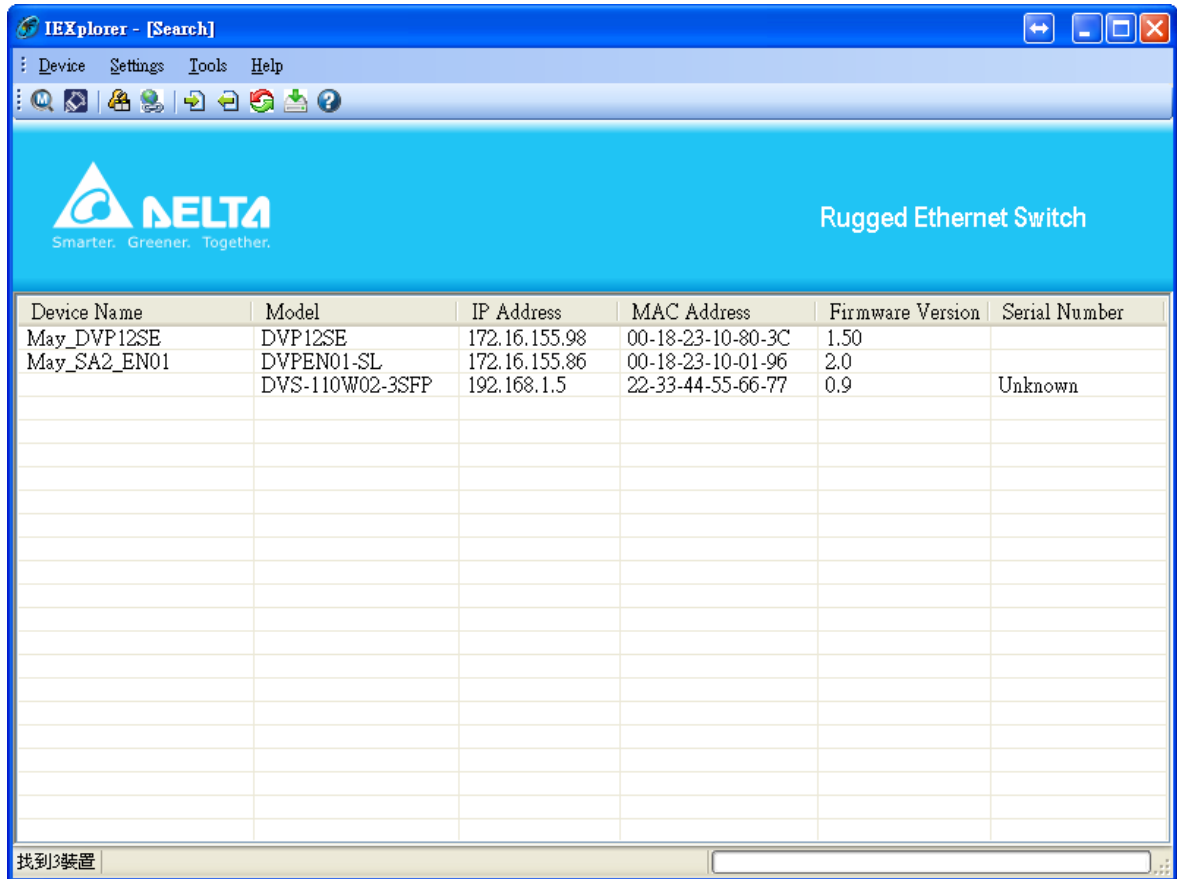 IEXplorer - [Search]
Device Settings Tools Help
DELTA
Smarter. Greener. Together.
Rugged Ethernet Switch
Device Name Model IP Address MAC Address Firmware Version Serial Number
May_DVP12SE DVP12SE 172.16.155.98 00-18-23-10-80-3C 1.50
May_SA2_EN01 DVPEN01-SL 172.16.155.86 00-18-23-10-01-96 2.0
DVS-110W02-3SFP 192.168.1.5 22-33-44-55-66-77 0.9 Unknown
找到3裝置